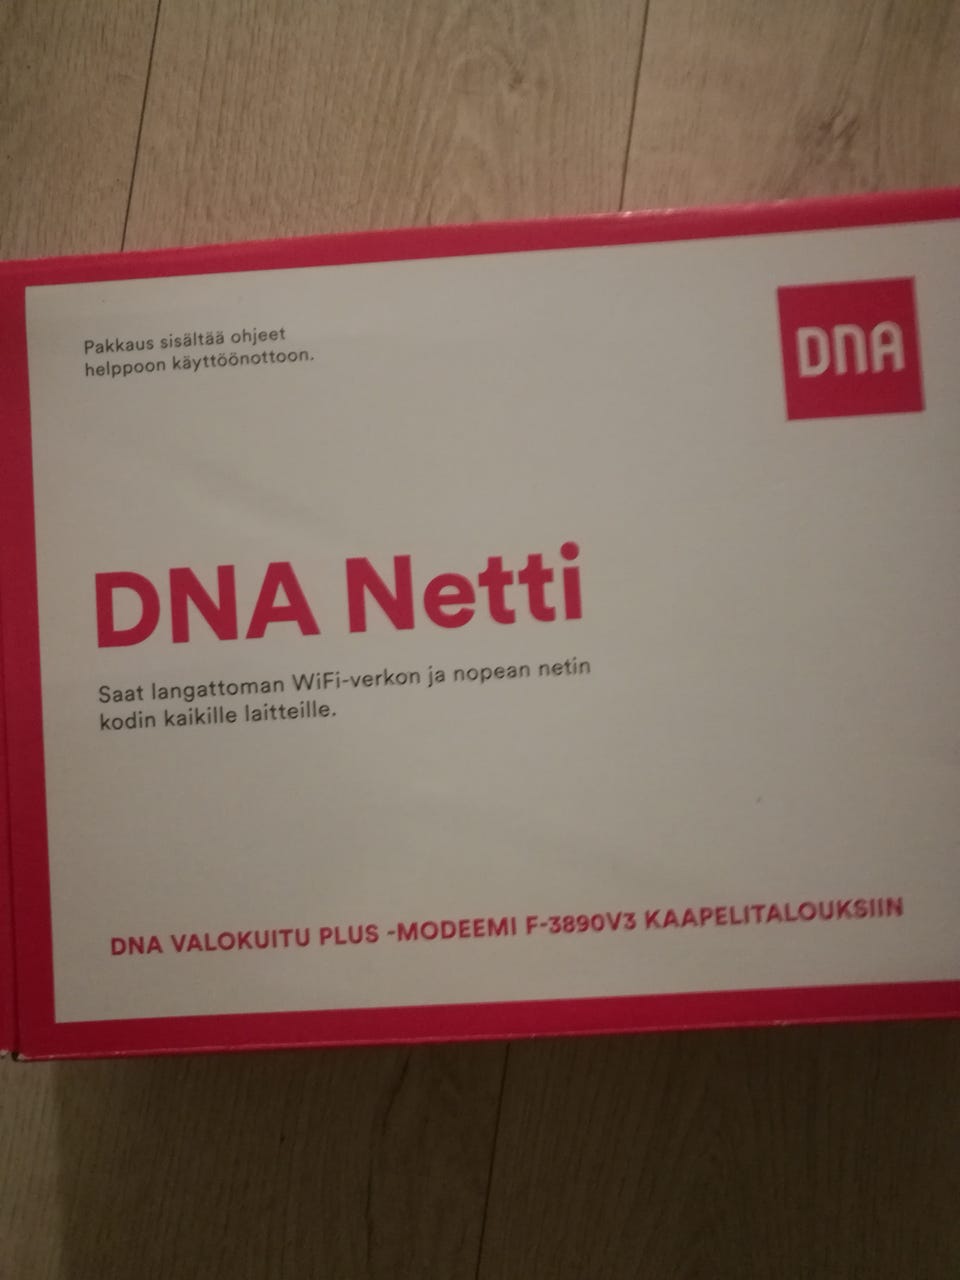 Pakkaus sisältää ohjeet
helppoon käyttöönottoon.
DNA
DNA Netti
Saat langattoman WiFi-verkon ja nopean netin
kodin kaikille laitteille.
DNA VALOKUITU PLUS -MODEEMI F-3890V3 KAAPELITALOUKSIIN